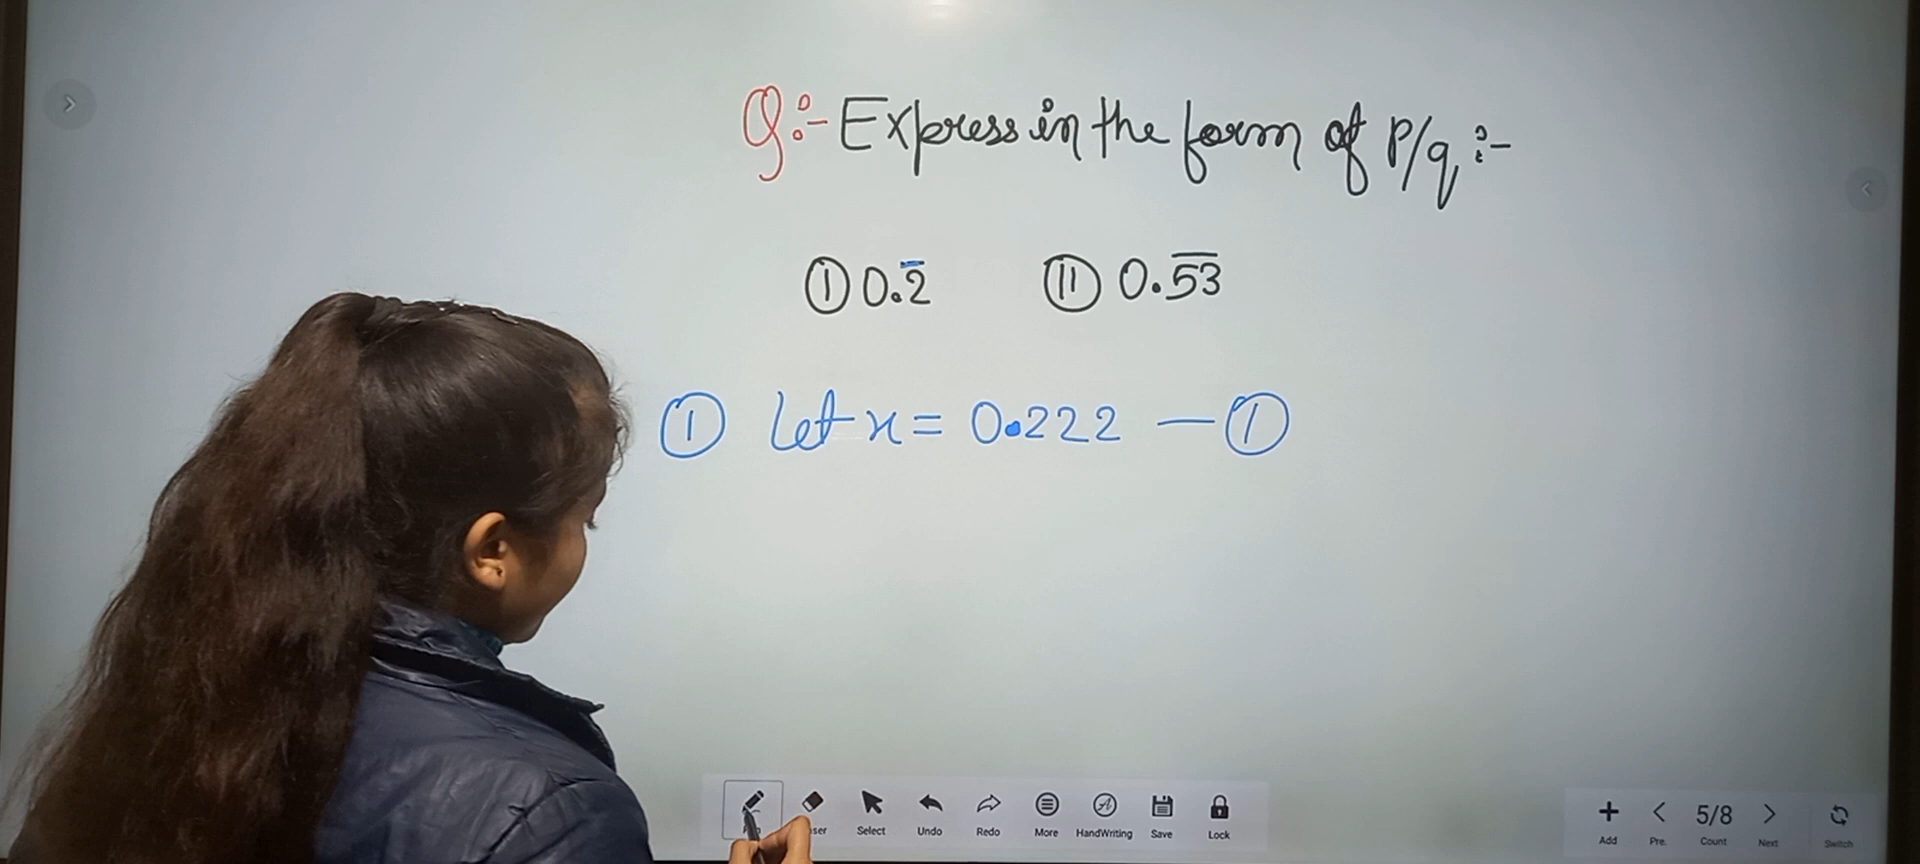 Q:- Express in the form of P/q :-
① 0.2̅ ⑪ 0.5̅3̅
① Let x = 0.222 — ①
ser Select Undo Redo More HandWriting Save Lock
+ < 5/8 >
Add Pre. Count Next Switch